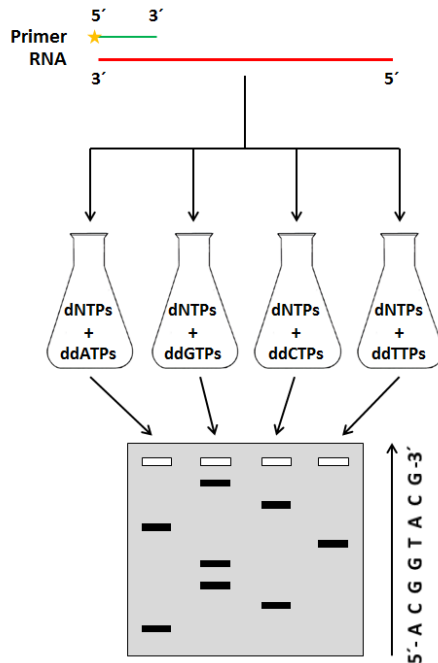 5´ 3´
Primer
RNA
3´ 5´
dNTPs
+
ddATPs
dNTPs
+
ddGTPs
dNTPs
+
ddCTPs
dNTPs
+
ddTTPs
5´- A C G G T A C G -3´